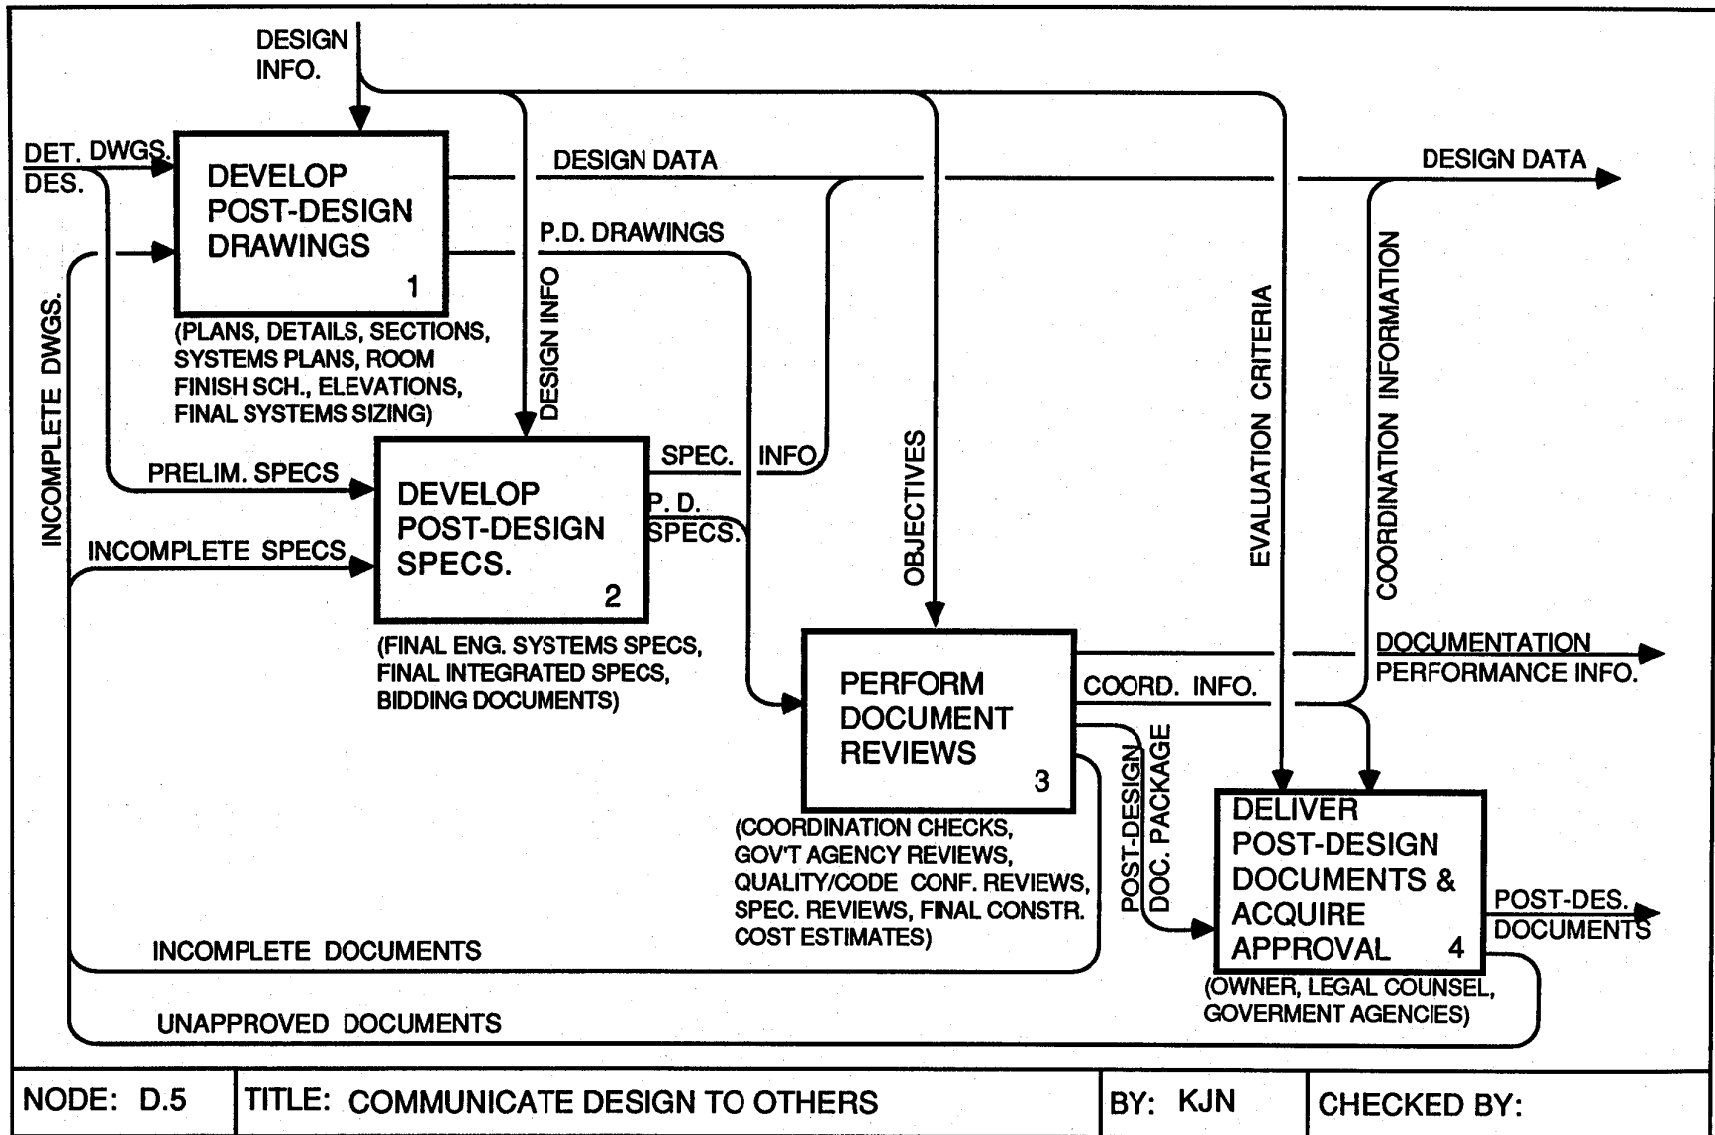 DESIGN
INFO.
DET. DWGS.
DES.
DEVELOP
POST-DESIGN
DRAWINGS
1
DESIGN DATA
DESIGN DATA
P.D. DRAWINGS
(PLANS, DETAILS, SECTIONS,
SYSTEMS PLANS, ROOM
FINISH SCH., ELEVATIONS,
FINAL SYSTEMS SIZING)
INCOMPLETE DWGS.
DESIGN INFO
OBJECTIVES
EVALUATION CRITERIA
COORDINATION INFORMATION
PRELIM. SPECS
INCOMPLETE SPECS
DEVELOP
POST-DESIGN
SPECS.
2
SPEC. INFO
P. D.
SPECS.
(FINAL ENG. SYSTEMS SPECS,
FINAL INTEGRATED SPECS,
BIDDING DOCUMENTS)
PERFORM
DOCUMENT
REVIEWS
3
DOCUMENTATION
PERFORMANCE INFO.
COORD. INFO.
POST-DESIGN
DOC. PACKAGE
(COORDINATION CHECKS,
GOV'T AGENCY REVIEWS,
QUALITY/CODE CONF. REVIEWS,
SPEC. REVIEWS, FINAL CONSTR.
COST ESTIMATES)
DELIVER
POST-DESIGN
DOCUMENTS &
ACQUIRE
APPROVAL
4
POST-DES.
DOCUMENTS
(OWNER, LEGAL COUNSEL,
GOVERMENT AGENCIES)
INCOMPLETE DOCUMENTS
UNAPPROVED DOCUMENTS
NODE: D.5
TITLE: COMMUNICATE DESIGN TO OTHERS
BY: KJN
CHECKED BY: